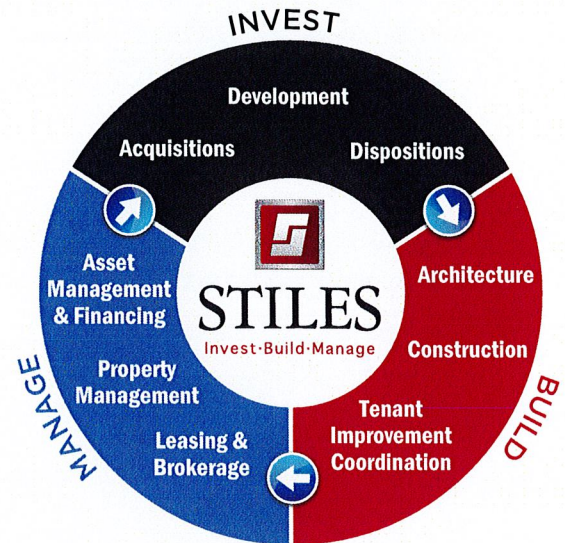 INVEST
Development
Acquisitions
Dispositions
Architecture
Construction
Tenant
Improvement
Coordination
BUILD
Leasing &
Brokerage
Property
Management
Asset
Management
& Financing
MANAGE
STILES
Invest·Build·Manage